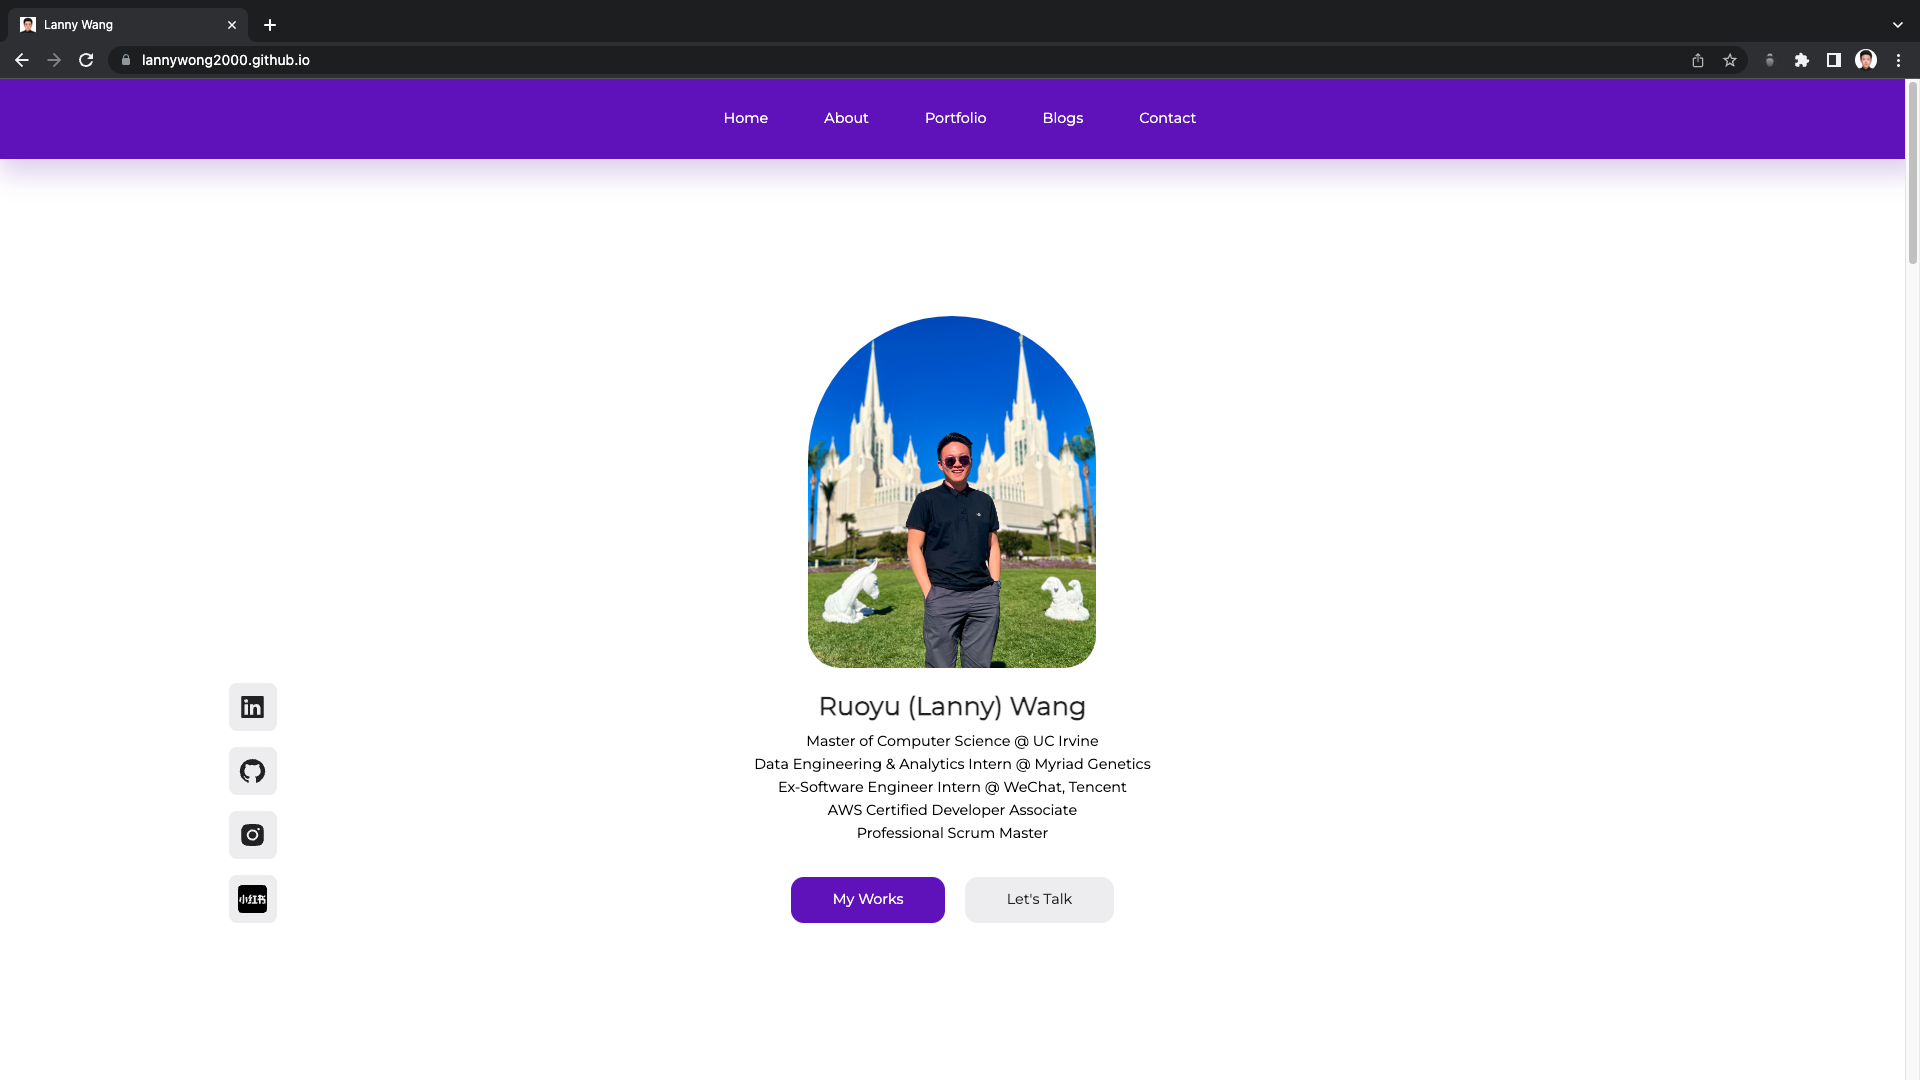 Lanny Wang
lannywong2000.github.io
Home About Portfolio Blogs Contact
Ruoyu (Lanny) Wang
Master of Computer Science @ UC Irvine
Data Engineering & Analytics Intern @ Myriad Genetics
Ex-Software Engineer Intern @ WeChat, Tencent
AWS Certified Developer Associate
Professional Scrum Master
in
小红书
My Works Let's Talk